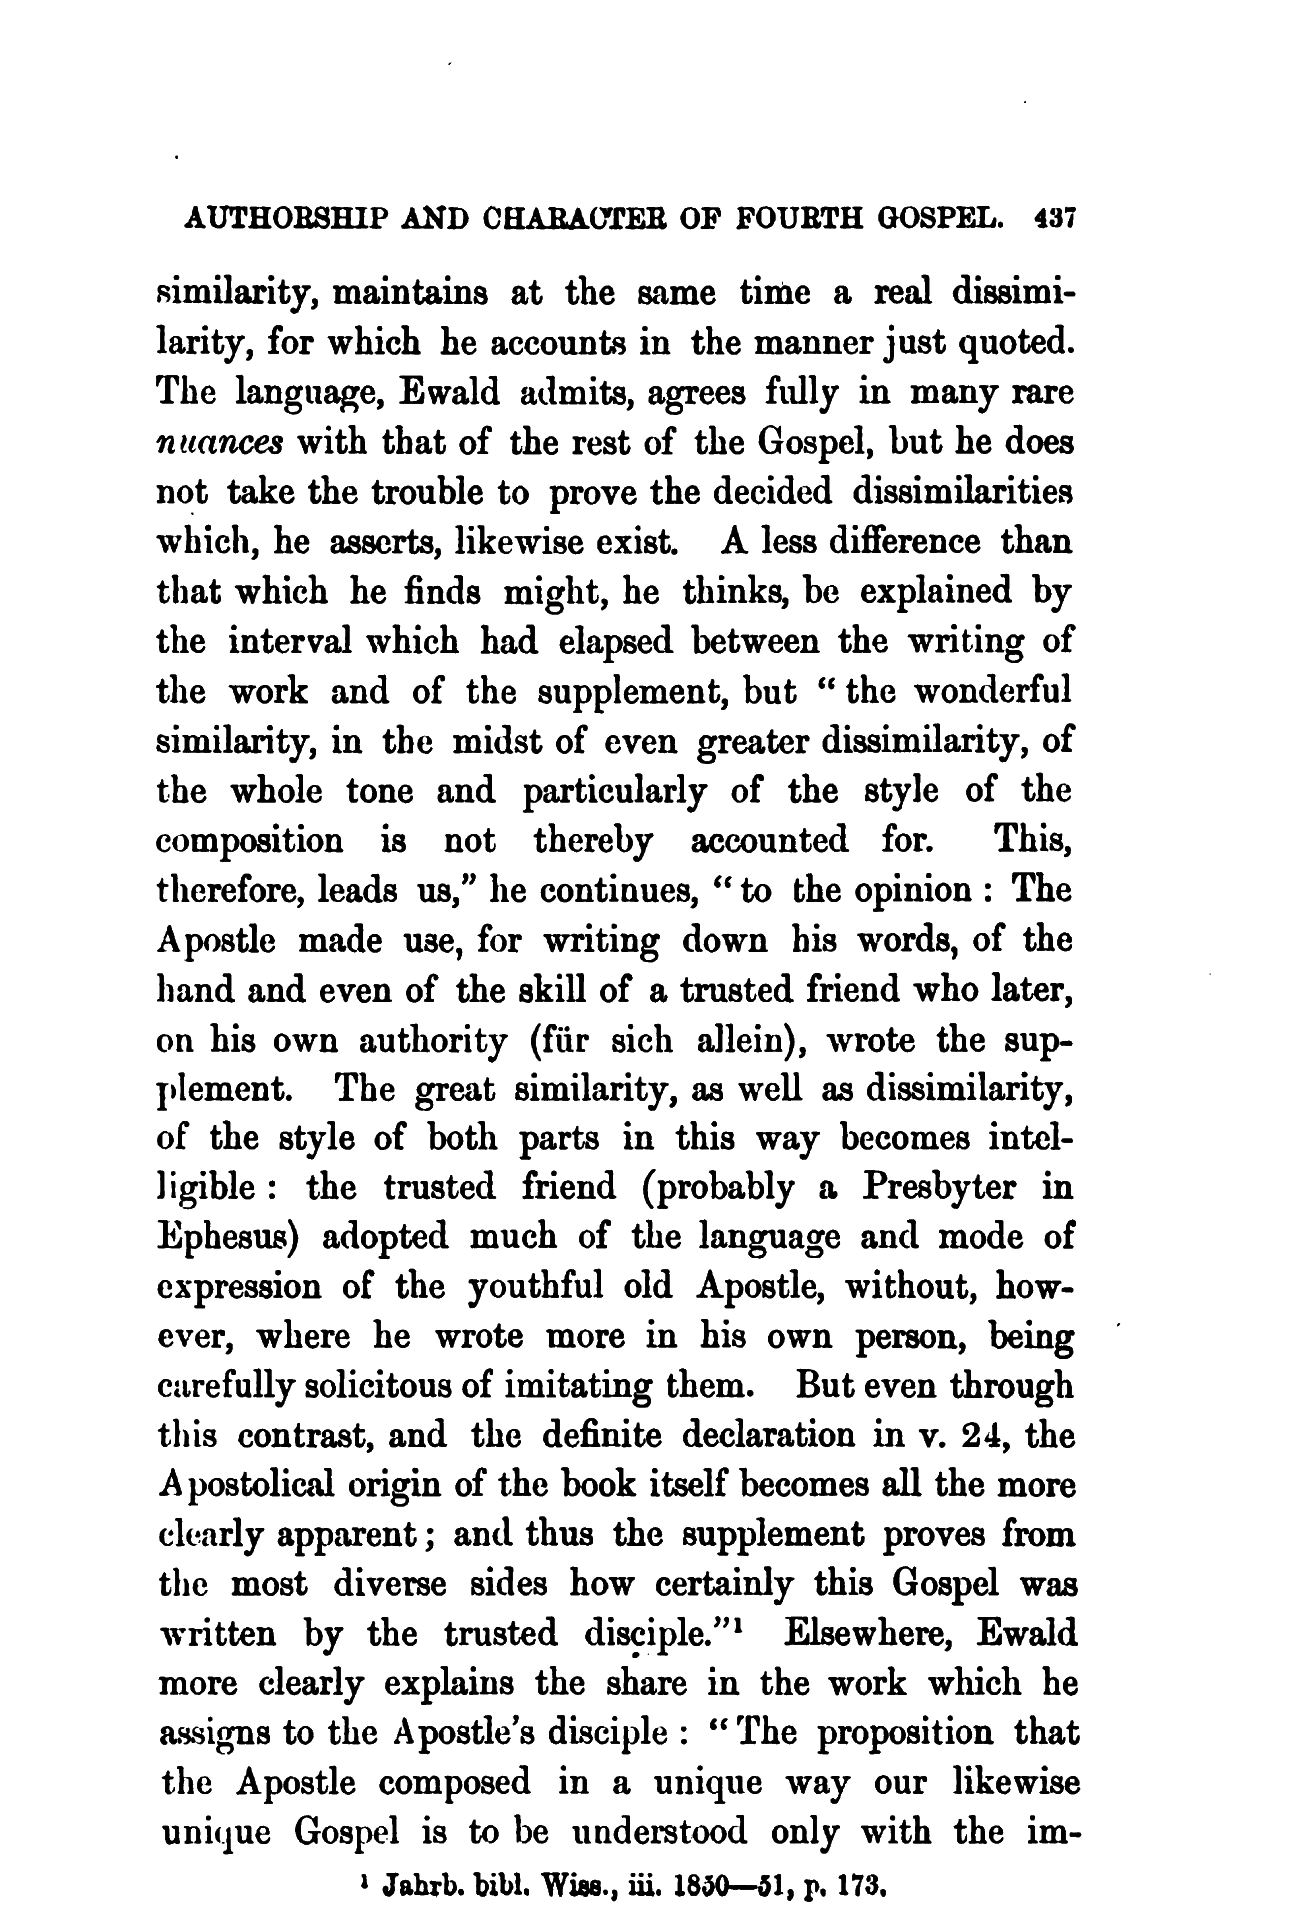 AUTHORSHIP AND CHARACTER OF FOURTH GOSPEL. 437
similarity, maintains at the same time a real dissimi-
larity, for which he accounts in the manner just quoted.
The language, Ewald admits, agrees fully in many rare
nuances with that of the rest of the Gospel, but he does
not take the trouble to prove the decided dissimilarities
which, he asserts, likewise exist. A less difference than
that which he finds might, he thinks, be explained by
the interval which had elapsed between the writing of
the work and of the supplement, but “ the wonderful
similarity, in the midst of even greater dissimilarity, of
the whole tone and particularly of the style of the
composition is not thereby accounted for. This,
therefore, leads us,” he continues, “ to the opinion : The
Apostle made use, for writing down his words, of the
hand and even of the skill of a trusted friend who later,
on his own authority (für sich allein), wrote the sup-
plement. The great similarity, as well as dissimilarity,
of the style of both parts in this way becomes intel-
ligible : the trusted friend (probably a Presbyter in
Ephesus) adopted much of the language and mode of
expression of the youthful old Apostle, without, how-
ever, where he wrote more in his own person, being
carefully solicitous of imitating them. But even through
this contrast, and the definite declaration in v. 24, the
Apostolical origin of the book itself becomes all the more
clearly apparent ; and thus the supplement proves from
the most diverse sides how certainly this Gospel was
written by the trusted disciple.”¹ Elsewhere, Ewald
more clearly explains the share in the work which he
assigns to the Apostle’s disciple : “ The proposition that
the Apostle composed in a unique way our likewise
unique Gospel is to be understood only with the im-
¹ Jahrb. bibl. Wiss., iii. 1850—51, p. 173.